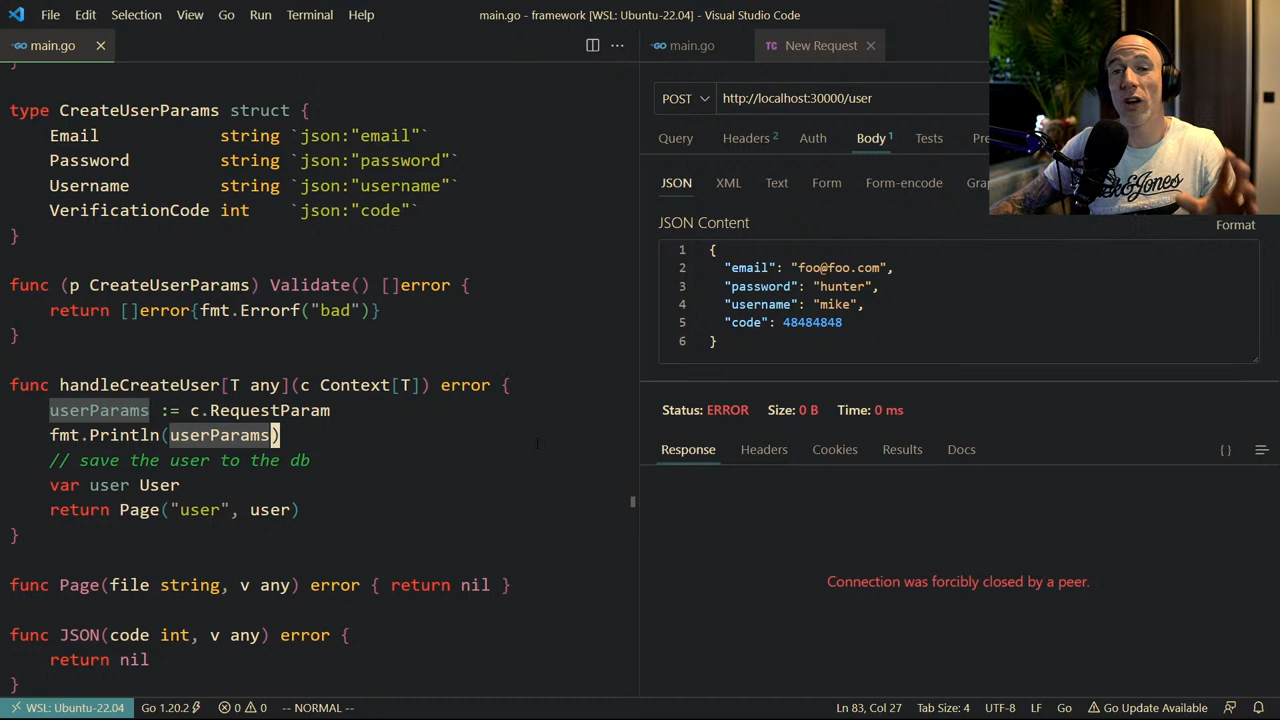 File Edit Selection View Go Run Terminal Help
main.go - framework [WSL: Ubuntu-22.04] - Visual Studio Code
main.go
}
type CreateUserParams struct {
Email string `json:"email"`
Password string `json:"password"`
Username string `json:"username"`
VerificationCode int `json:"code"`
}
func (p CreateUserParams) Validate() []error {
return []error{fmt.Errorf("bad")}
}
func handleCreateUser[T any](c Context[T]) error {
userParams := c.RequestParam
fmt.Println(userParams)
// save the user to the db
var user User
return Page("user", user)
}
func Page(file string, v any) error { return nil }
func JSON(code int, v any) error {
return nil
}
main.go
TC New Request
POST http://localhost:30000/user
Query Headers 2 Auth Body 1 Tests Pre
JSON XML Text Form Form-encode Grap
JSON Content
Format
1 {
2 "email": "foo@foo.com",
3 "password": "hunter",
4 "username": "mike",
5 "code": 48484848
6 }
Status: ERROR Size: 0 B Time: 0 ms
Response Headers Cookies Results Docs
{ }
Connection was forcibly closed by a peer.
&Jones
WSL: Ubuntu-22.04 Go 1.20.2 0 0 -- NORMAL -- Ln 83, Col 27 Tab Size: 4 UTF-8 LF Go Go Update Available